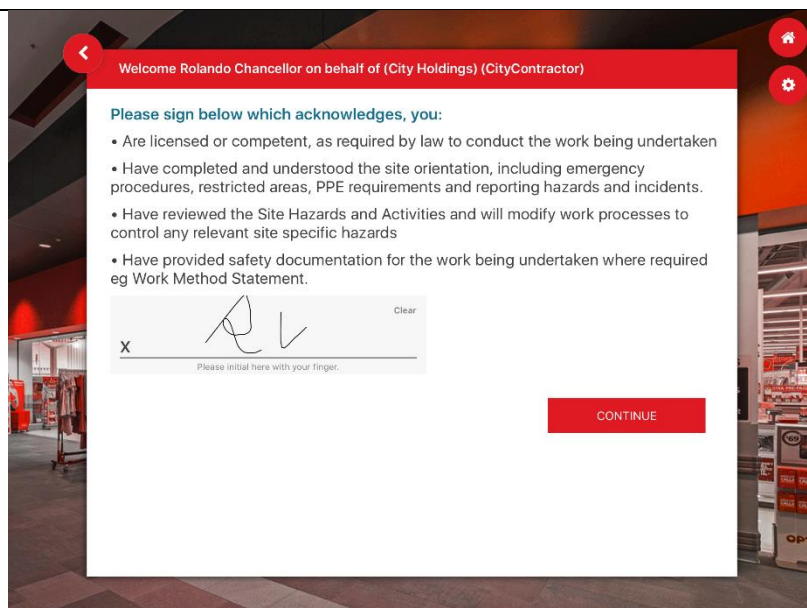 Welcome Rolando Chancellor on behalf of (City Holdings) (CityContractor)
Please sign below which acknowledges, you:
• Are licensed or competent, as required by law to conduct the work being undertaken
• Have completed and understood the site orientation, including emergency
procedures, restricted areas, PPE requirements and reporting hazards and incidents.
• Have reviewed the Site Hazards and Activities and will modify work processes to
control any relevant site specific hazards
• Have provided safety documentation for the work being undertaken where required
eg Work Method Statement.
Clear
X
Please initial here with your finger.
CONTINUE